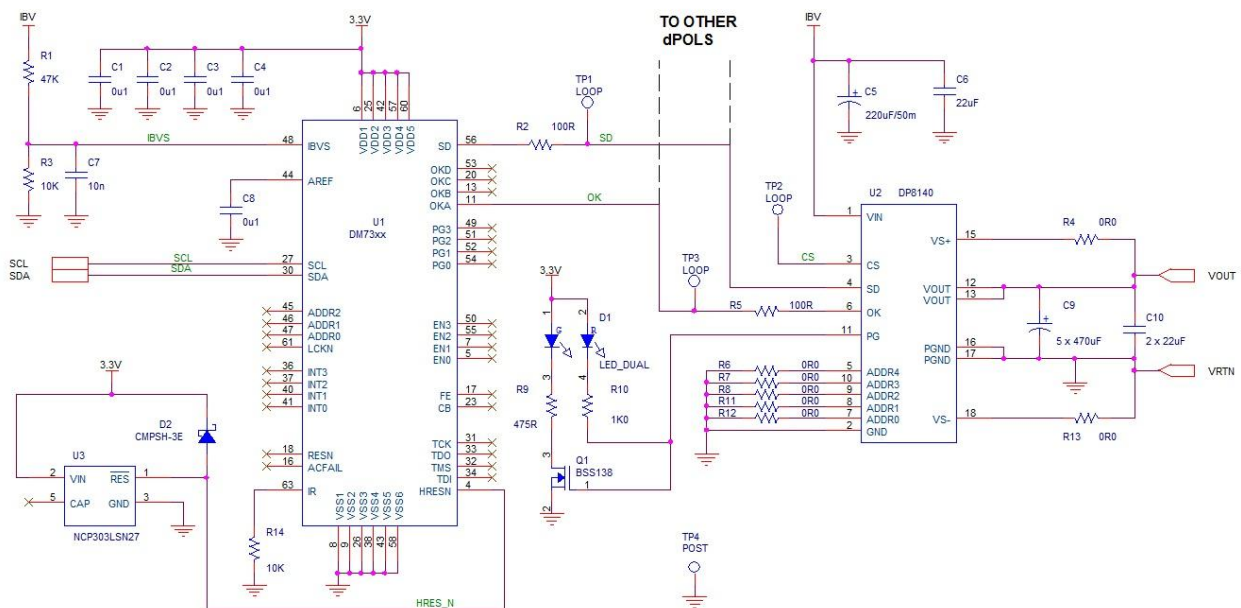 IBV
R1
47K
C1
0u1
C2
0u1
C3
0u1
C4
0u1
3.3V
TO OTHER
dPOLS
IBV
C5
220uF/50m
C6
22uF
6
25
42
57
60
VDD1
VDD2
VDD3
VDD4
VDD5
TP1
LOOP
R2
100R
SD
IBVS
48
IBVS
SD
56
R3
10K
C7
10n
44
AREF
C8
0u1
OKD
53
OKC
20
OKB
13
OKA
11
OK
U1
DM73xx
PG3
49
PG2
51
PG1
52
PG0
54
SCL
SDA
SCL
SDA
27
SCL
30
SDA
45
ADDR2
46
ADDR1
47
ADDR0
61
LCKN
EN3
50
EN2
55
EN1
7
EN0
5
36
INT3
37
INT2
40
INT1
41
INT0
FE
17
CB
23
18
RESN
16
ACFAIL
TCK
31
TDO
33
TMS
32
TDI
34
63
IR
HRESN
4
VSS1
VSS2
VSS3
VSS4
VSS5
VSS6
8
9
26
38
43
58
R14
10K
HRES_N
3.3V
D2
CMPSH-3E
U3
2
VIN
RES
1
5
CAP
GND
3
NCP303LSN27
TP2
LOOP
CS
TP3
LOOP
R5
100R
3.3V
1
2
G
R
D1
LED_DUAL
3
4
R9
475R
R10
1K0
Q1
BSS138
3
1
2
TP4
POST
U2
DP8140
1
VIN
3
CS
4
SD
6
OK
11
PG
R6
0R0
5
ADDR4
R7
0R0
10
ADDR3
R8
0R0
9
ADDR2
R11
0R0
8
ADDR1
R12
0R0
7
ADDR0
2
GND
VS+
15
R4
0R0
VOUT
12
VOUT
13
C9
5 x 470uF
C10
2 x 22uF
PGND
16
PGND
17
VS-
18
R13
0R0
VOUT
VRTN